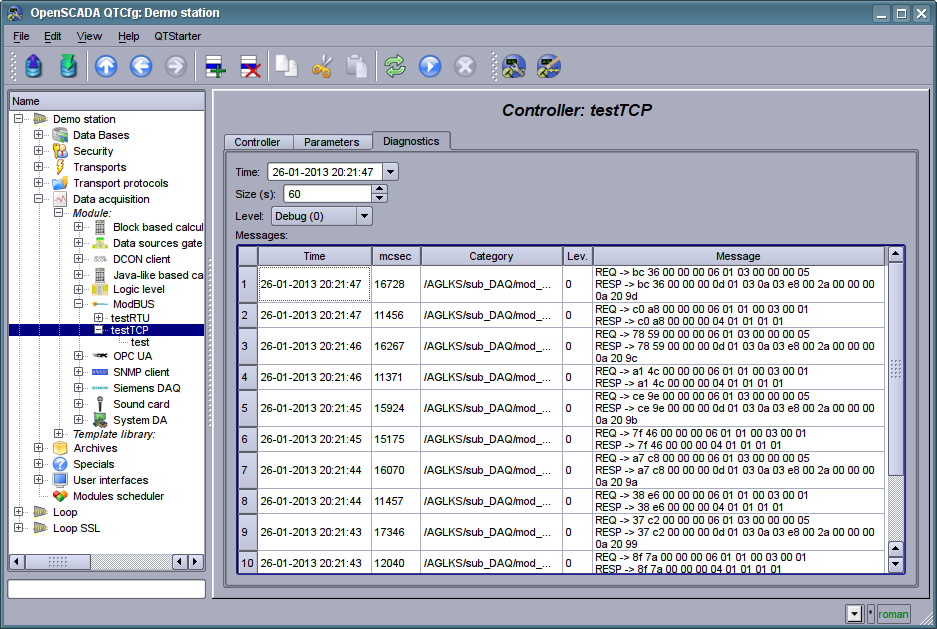 OpenSCADA QTCfg: Demo station
File Edit View Help QTStarter
Name
Demo station
Data Bases
Security
Transports
Transport protocols
Data acquisition
Module:
Block based calcul
Data sources gate
DCON client
Java-like based ca
Logic level
ModBUS
testRTU
testTCP
test
OPC UA
SNMP client
Siemens DAQ
Sound card
System DA
Template library:
Archives
Specials
User interfaces
Modules scheduler
Loop
Loop SSL
Controller: testTCP
Controller Parameters Diagnostics
Time: 26-01-2013 20:21:47
Size (s): 60
Level: Debug (0)
Messages:
Time mcsec Category Lev. Message
1 26-01-2013 20:21:47 16728 /AGLKS/sub_DAQ/mod_... 0 REQ -> bc 36 00 00 00 06 01 03 00 00 00 05
RESP -> bc 36 00 00 00 0d 01 03 0a 03 e8 00 2a 00 00 00
0a 20 9d
2 26-01-2013 20:21:47 11456 /AGLKS/sub_DAQ/mod_... 0 REQ -> c0 a8 00 00 00 06 01 01 00 03 00 01
RESP -> c0 a8 00 00 00 04 01 01 01 01
3 26-01-2013 20:21:46 16267 /AGLKS/sub_DAQ/mod_... 0 REQ -> 78 59 00 00 00 06 01 03 00 00 00 05
RESP -> 78 59 00 00 00 0d 01 03 0a 03 e8 00 2a 00 00 00
0a 20 9c
4 26-01-2013 20:21:46 11371 /AGLKS/sub_DAQ/mod_... 0 REQ -> a1 4c 00 00 00 06 01 01 00 03 00 01
RESP -> a1 4c 00 00 00 04 01 01 01 01
5 26-01-2013 20:21:45 15924 /AGLKS/sub_DAQ/mod_... 0 REQ -> ce 9e 00 00 00 06 01 03 00 00 00 05
RESP -> ce 9e 00 00 00 0d 01 03 0a 03 e8 00 2a 00 00 00
0a 20 9b
6 26-01-2013 20:21:45 15175 /AGLKS/sub_DAQ/mod_... 0 REQ -> 7f 46 00 00 00 06 01 01 00 03 00 01
RESP -> 7f 46 00 00 00 04 01 01 01 01
7 26-01-2013 20:21:44 16070 /AGLKS/sub_DAQ/mod_... 0 REQ -> a7 c8 00 00 00 06 01 03 00 00 00 05
RESP -> a7 c8 00 00 00 0d 01 03 0a 03 e8 00 2a 00 00 00
0a 20 9a
8 26-01-2013 20:21:44 11457 /AGLKS/sub_DAQ/mod_... 0 REQ -> 38 e6 00 00 00 06 01 01 00 03 00 01
RESP -> 38 e6 00 00 00 04 01 01 01 01
9 26-01-2013 20:21:43 17346 /AGLKS/sub_DAQ/mod_... 0 REQ -> 37 c2 00 00 00 06 01 03 00 00 00 05
RESP -> 37 c2 00 00 00 0d 01 03 0a 03 e8 00 2a 00 00 00
0a 20 99
10 26-01-2013 20:21:43 12040 /AGLKS/sub_DAQ/mod_... 0 REQ -> 8f 7a 00 00 00 06 01 01 00 03 00 01
RESP -> 8f 7a 00 00 00 04 01 01 01 01
* roman